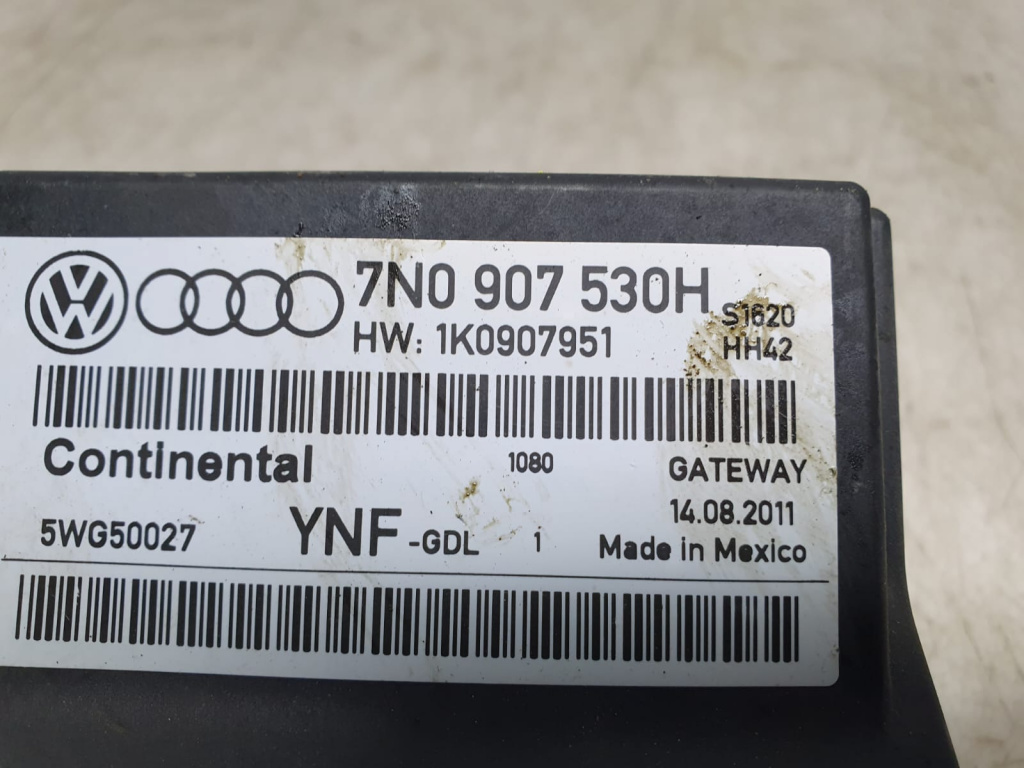 7N0 907 530H S1620
HW: 1K0907951 HH42
Continental 1080 GATEWAY
14.08.2011
5WG50027 YNF -GDL 1 Made in Mexico